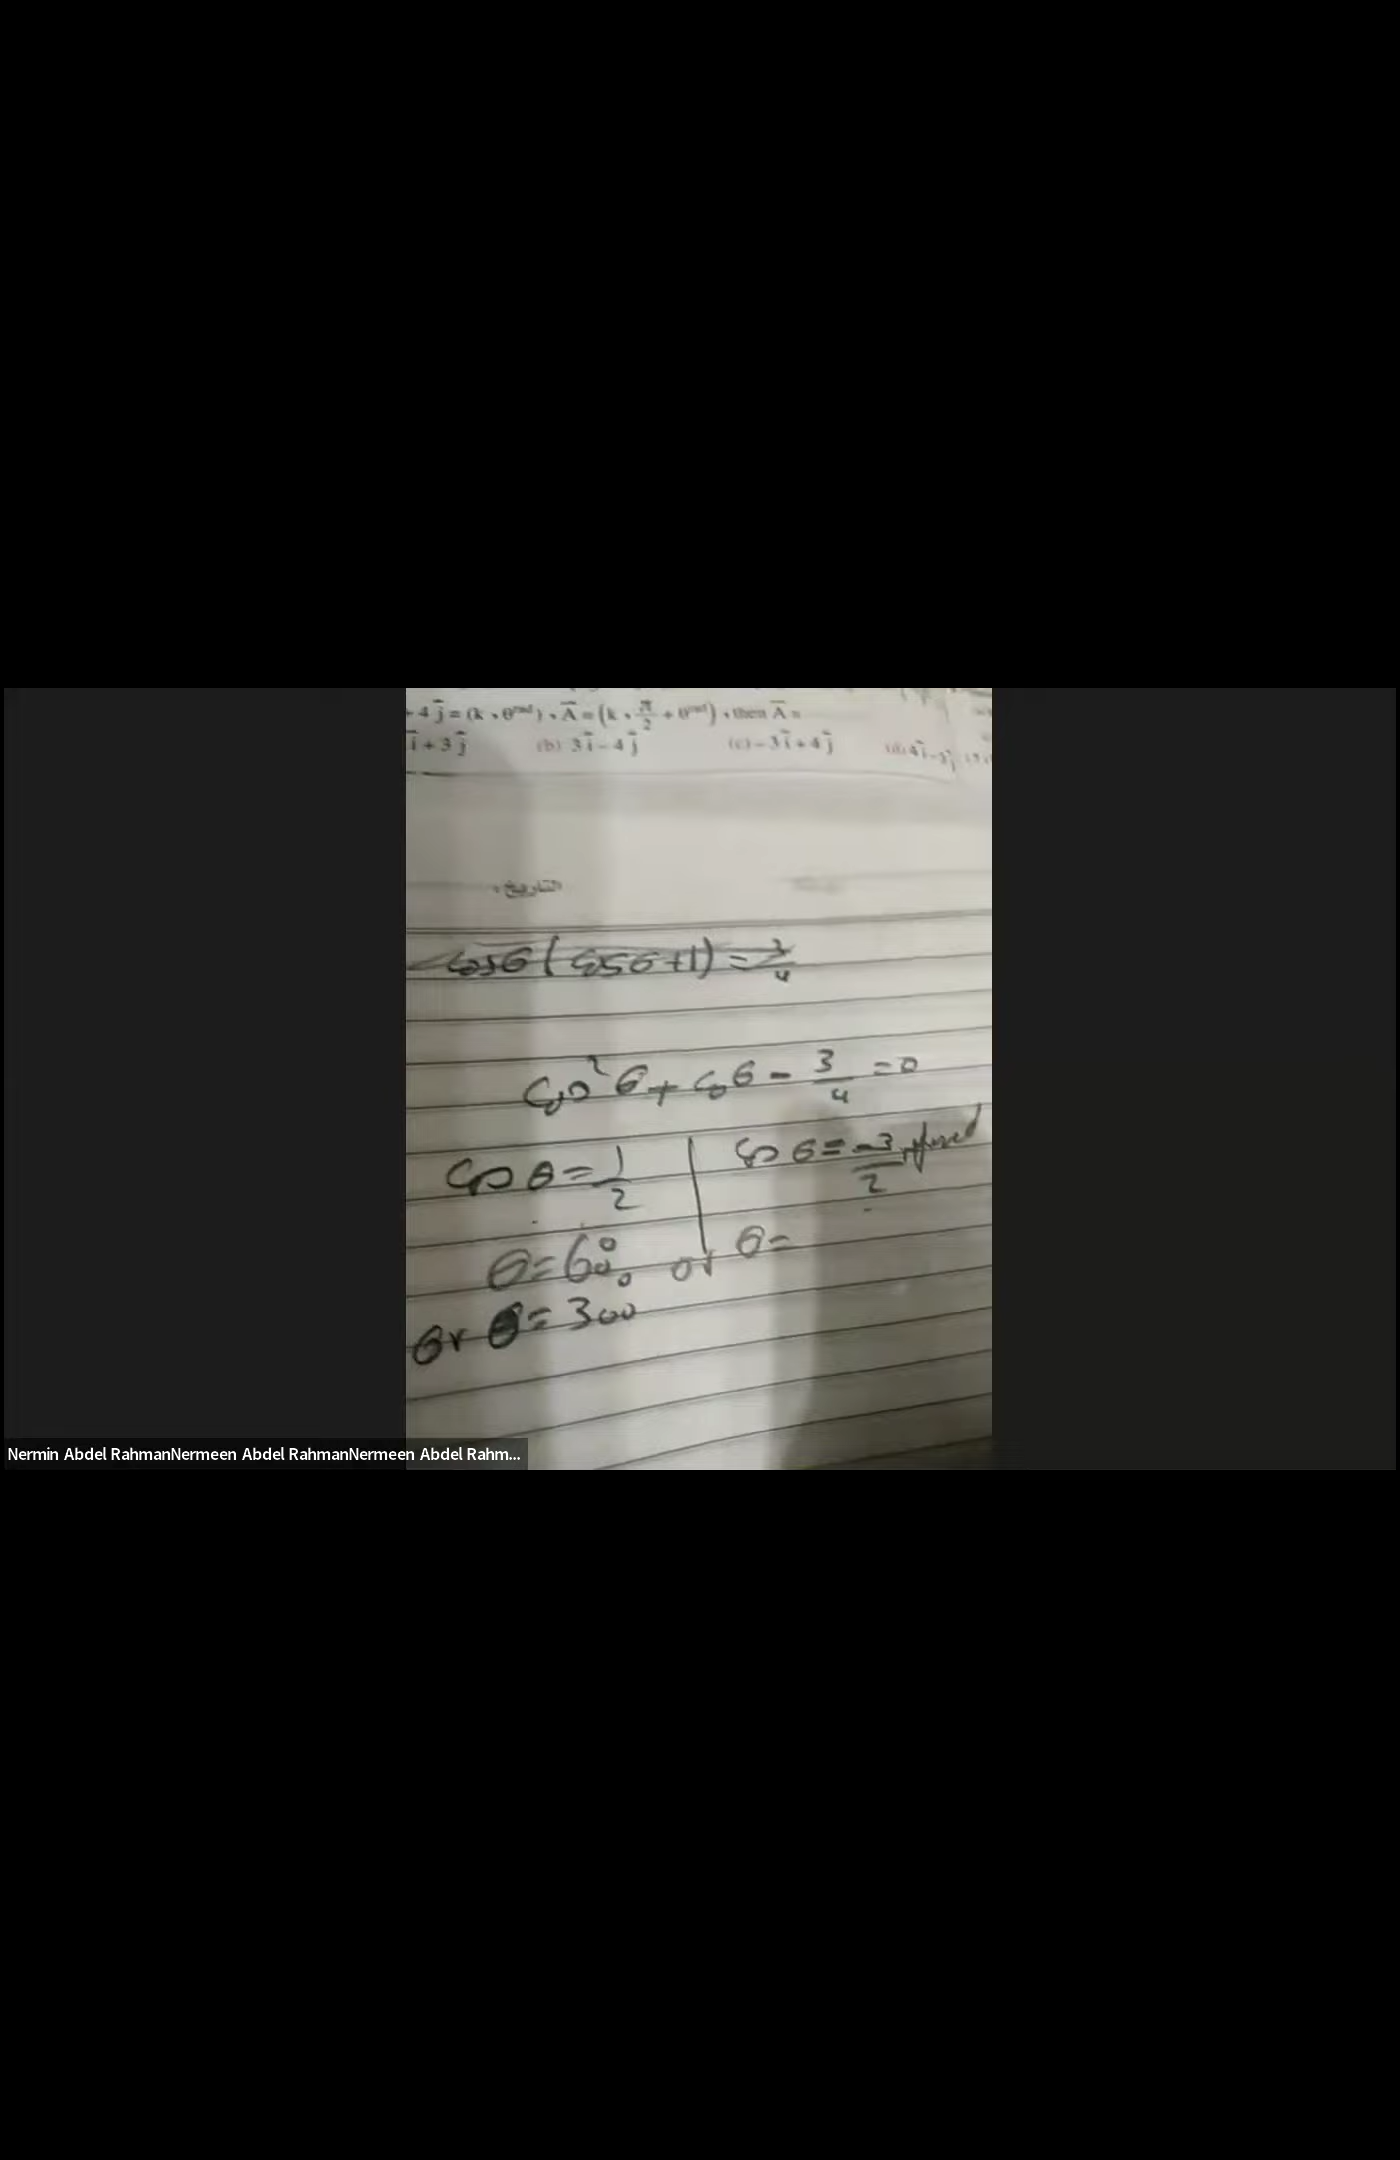 + 4 j = (k , θ^rad) , A = (k , π/2 + θ^rad) , then A =
i + 3 j (b) 3 i - 4 j (c) - 3 i + 4 j (d) 4 i - 3 j
التاريخ :
cos θ (cos θ + 1) = 3/4
cos² θ + cos θ - 3/4 = 0
cos θ = 1/2 cos θ = -3/2 refused
θ = 60° or θ =
or θ = 300°
Nermin Abdel RahmanNermeen Abdel RahmanNermeen Abdel Rahm...